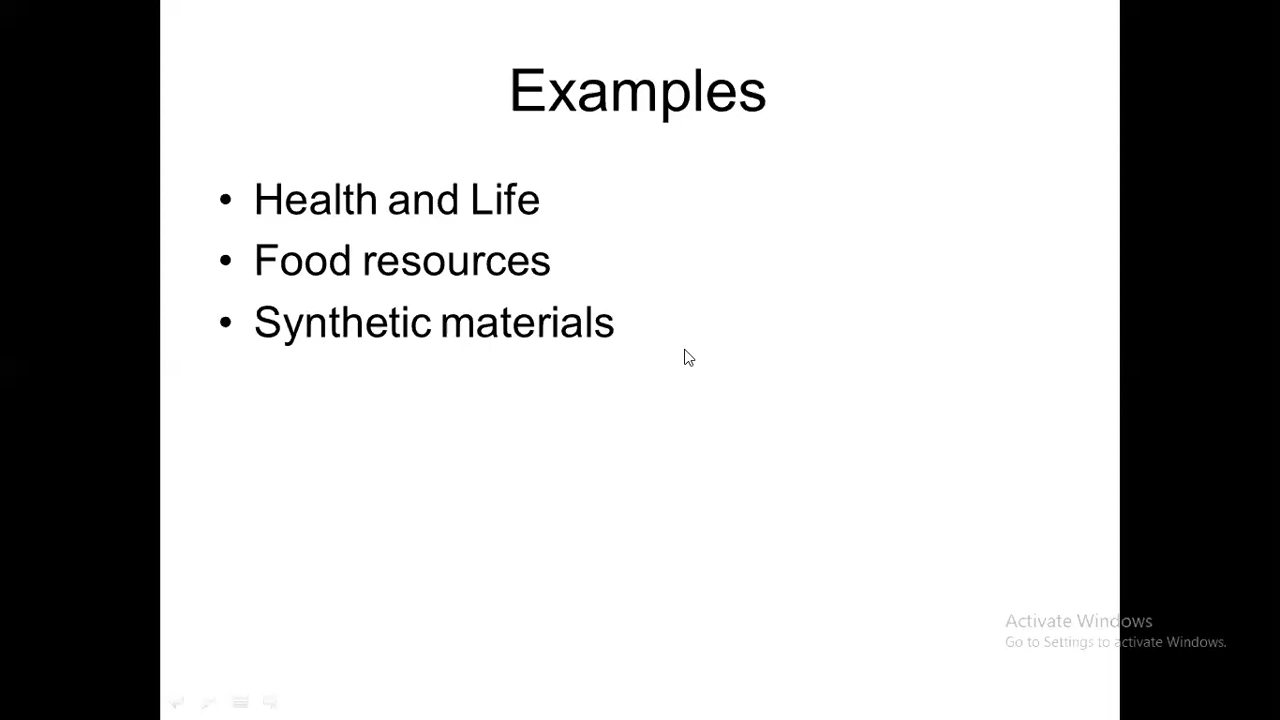 Examples
• Health and Life
• Food resources
• Synthetic materials
Activate Windows
Go to Settings to activate Windows.